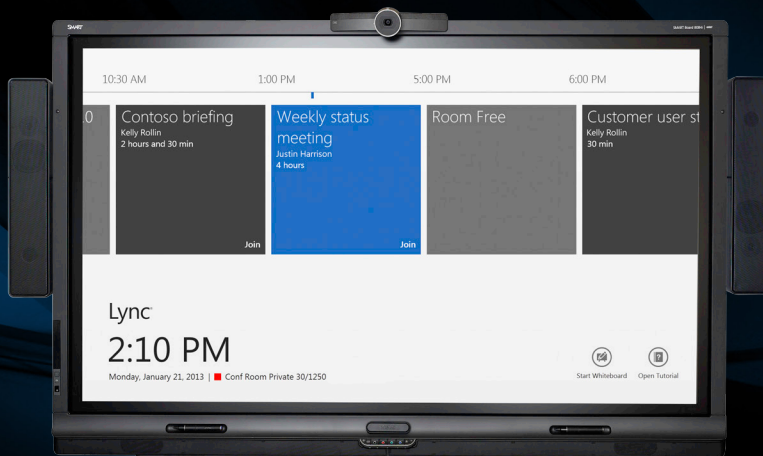 SMART
SMART Board
10:30 AM
1:00 PM
5:00 PM
6:00 PM
.0
Contoso briefing
Kelly Rollin
2 hours and 30 min
Join
Weekly status
meeting
Justin Harrison
4 hours
Join
Room Free
Customer user st
Kelly Rollin
30 min
Lync
2:10 PM
Monday, January 21, 2013 | Conf Room Private 30/1250
Start Whiteboard
Open Tutorial